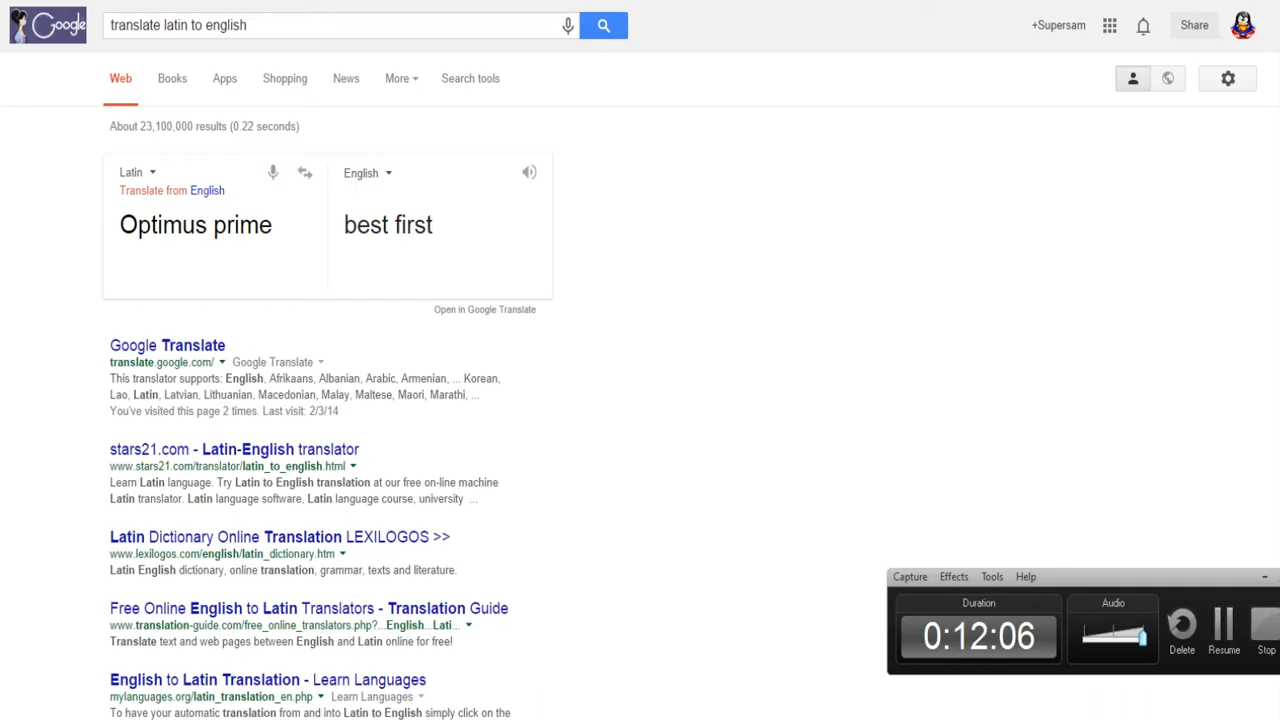 Google
translate latin to english
+Supersam
Share
Web Books Apps Shopping News More Search tools
About 23,100,000 results (0.22 seconds)
Latin
English
Translate from English
Optimus prime
best first
Open in Google Translate
Google Translate
translate.google.com/ Google Translate
This translator supports: English, Afrikaans, Albanian, Arabic, Armenian, ... Korean,
Lao, Latin, Latvian, Lithuanian, Macedonian, Malay, Maltese, Maori, Marathi, ...
You've visited this page 2 times. Last visit: 2/3/14
stars21.com - Latin-English translator
www.stars21.com/translator/latin_to_english.html
Learn Latin language. Try Latin to English translation at our free on-line machine
Latin translator. Latin language software, Latin language course, university ...
Latin Dictionary Online Translation LEXILOGOS >>
www.lexilogos.com/english/latin_dictionary.htm
Latin English dictionary, online translation, grammar, texts and literature.
Free Online English to Latin Translators - Translation Guide
www.translation-guide.com/free_online_translators.php?...English...Lati...
Translate text and web pages between English and Latin online for free!
English to Latin Translation - Learn Languages
mylanguages.org/latin_translation_en.php Learn Languages
To have your automatic translation from and into Latin to English simply click on the
Capture Effects Tools Help
Duration
Audio
0:12:06
Delete Resume Stop